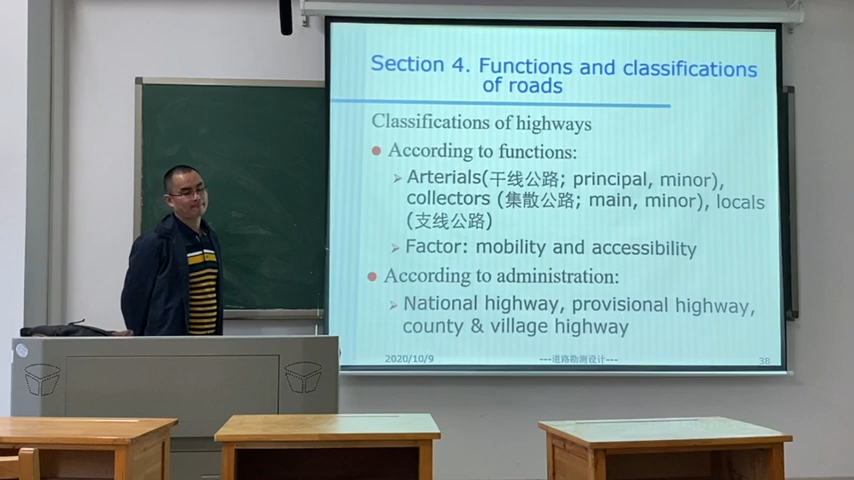 Section 4. Functions and classifications
of roads
Classifications of highways
According to functions:
Arterials(干线公路; principal, minor),
collectors (集散公路; main, minor), locals
(支线公路)
Factor: mobility and accessibility
According to administration:
National highway, provisional highway,
county & village highway
2020/10/9
---道路勘测设计---
38